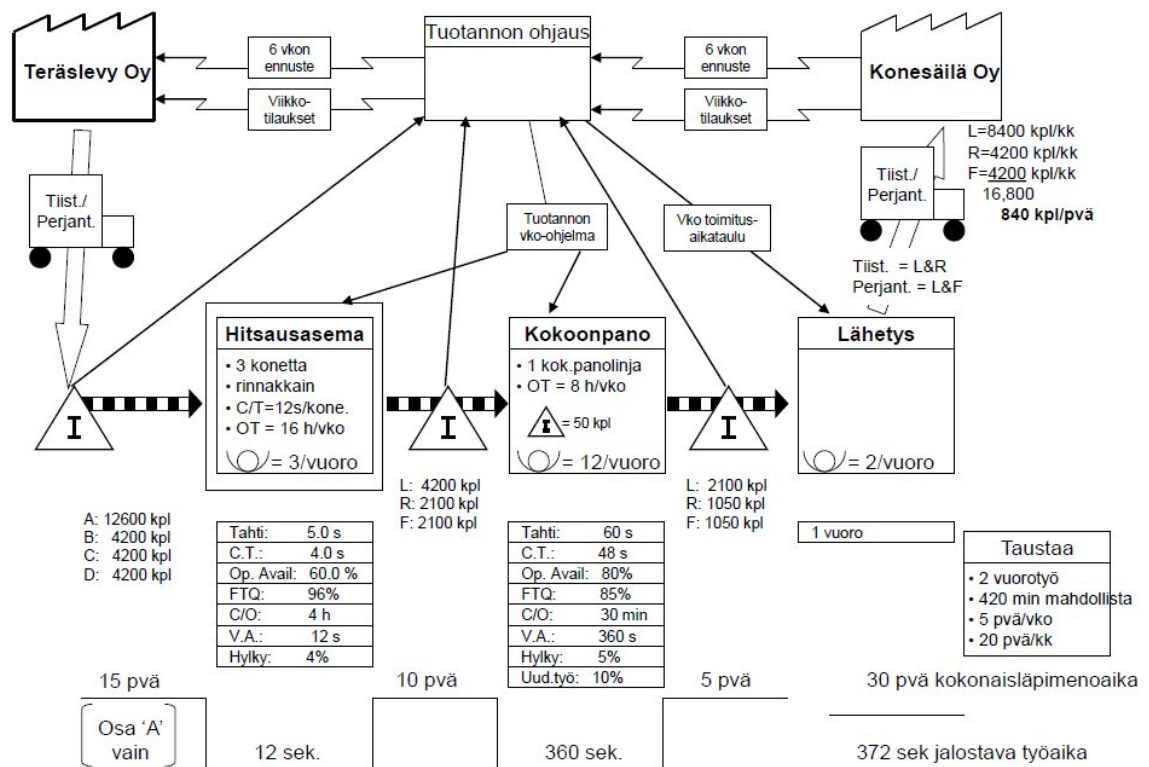 Teräslevy Oy
6 vkon
ennuste
Viikko-
tilaukset
Tuotannon ohjaus
6 vkon
ennuste
Viikko-
tilaukset
Konesäilä Oy
L=8400 kpl/kk
R=4200 kpl/kk
F=4200 kpl/kk
16,800
840 kpl/pvä
Tiist./
Perjant.
Tiist./
Perjant.
Tiist. = L&R
Perjant. = L&F
Tuotannon
vko-ohjelma
Vko toimitus-
aikataulu
I
Hitsausasema
• 3 konetta
• rinnakkain
• C/T=12s/kone.
• OT = 16 h/vko
= 3/vuoro
I
Kokoonpano
• 1 kok.panolinja
• OT = 8 h/vko
I = 50 kpl
= 12/vuoro
I
Lähetys
= 2/vuoro
A: 12600 kpl
B: 4200 kpl
C: 4200 kpl
D: 4200 kpl
Tahti: 5.0 s
C.T.: 4.0 s
Op. Avail: 60.0 %
FTQ: 96%
C/O: 4 h
V.A.: 12 s
Hylky: 4%
L: 4200 kpl
R: 2100 kpl
F: 2100 kpl
Tahti: 60 s
C.T.: 48 s
Op. Avail: 80%
FTQ: 85%
C/O: 30 min
V.A.: 360 s
Hylky: 5%
Uud.työ: 10%
L: 2100 kpl
R: 1050 kpl
F: 1050 kpl
1 vuoro
Taustaa
• 2 vuorotyö
• 420 min mahdollista
• 5 pvä/vko
• 20 pvä/kk
15 pvä
10 pvä
5 pvä
30 pvä kokonaisläpimenoaika
Osa ‘A’
vain
12 sek.
360 sek.
372 sek jalostava työaika